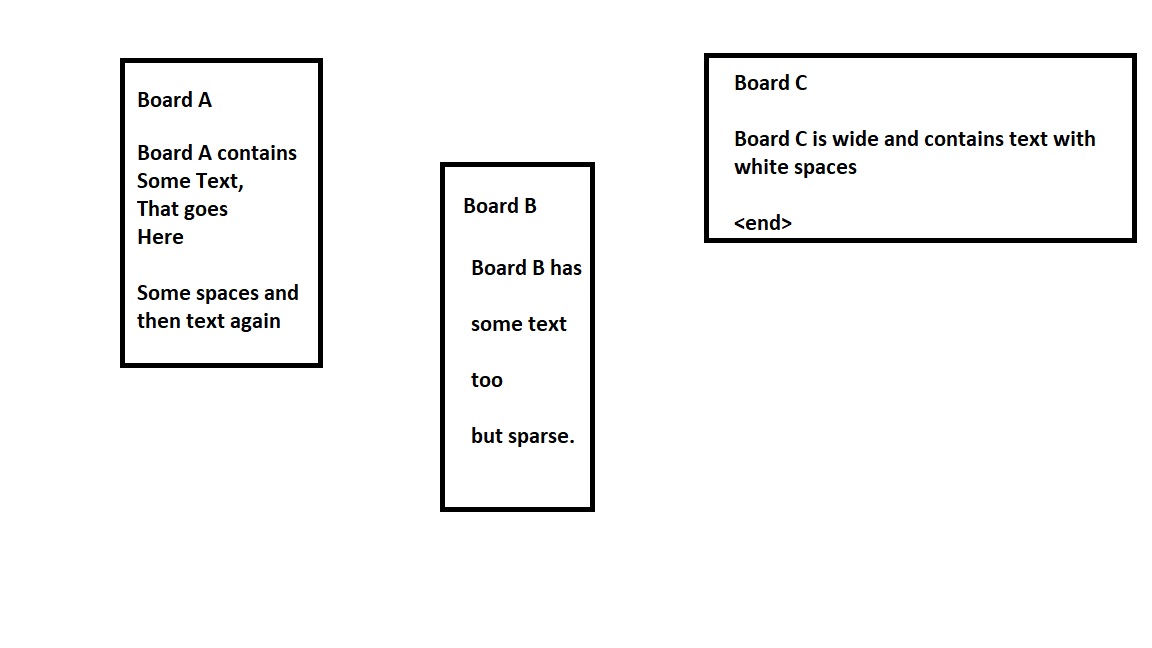 Board A
Board A contains
Some Text,
That goes
Here
Some spaces and
then text again
Board B
Board B has
some text
too
but sparse.
Board C
Board C is wide and contains text with
white spaces
<end>